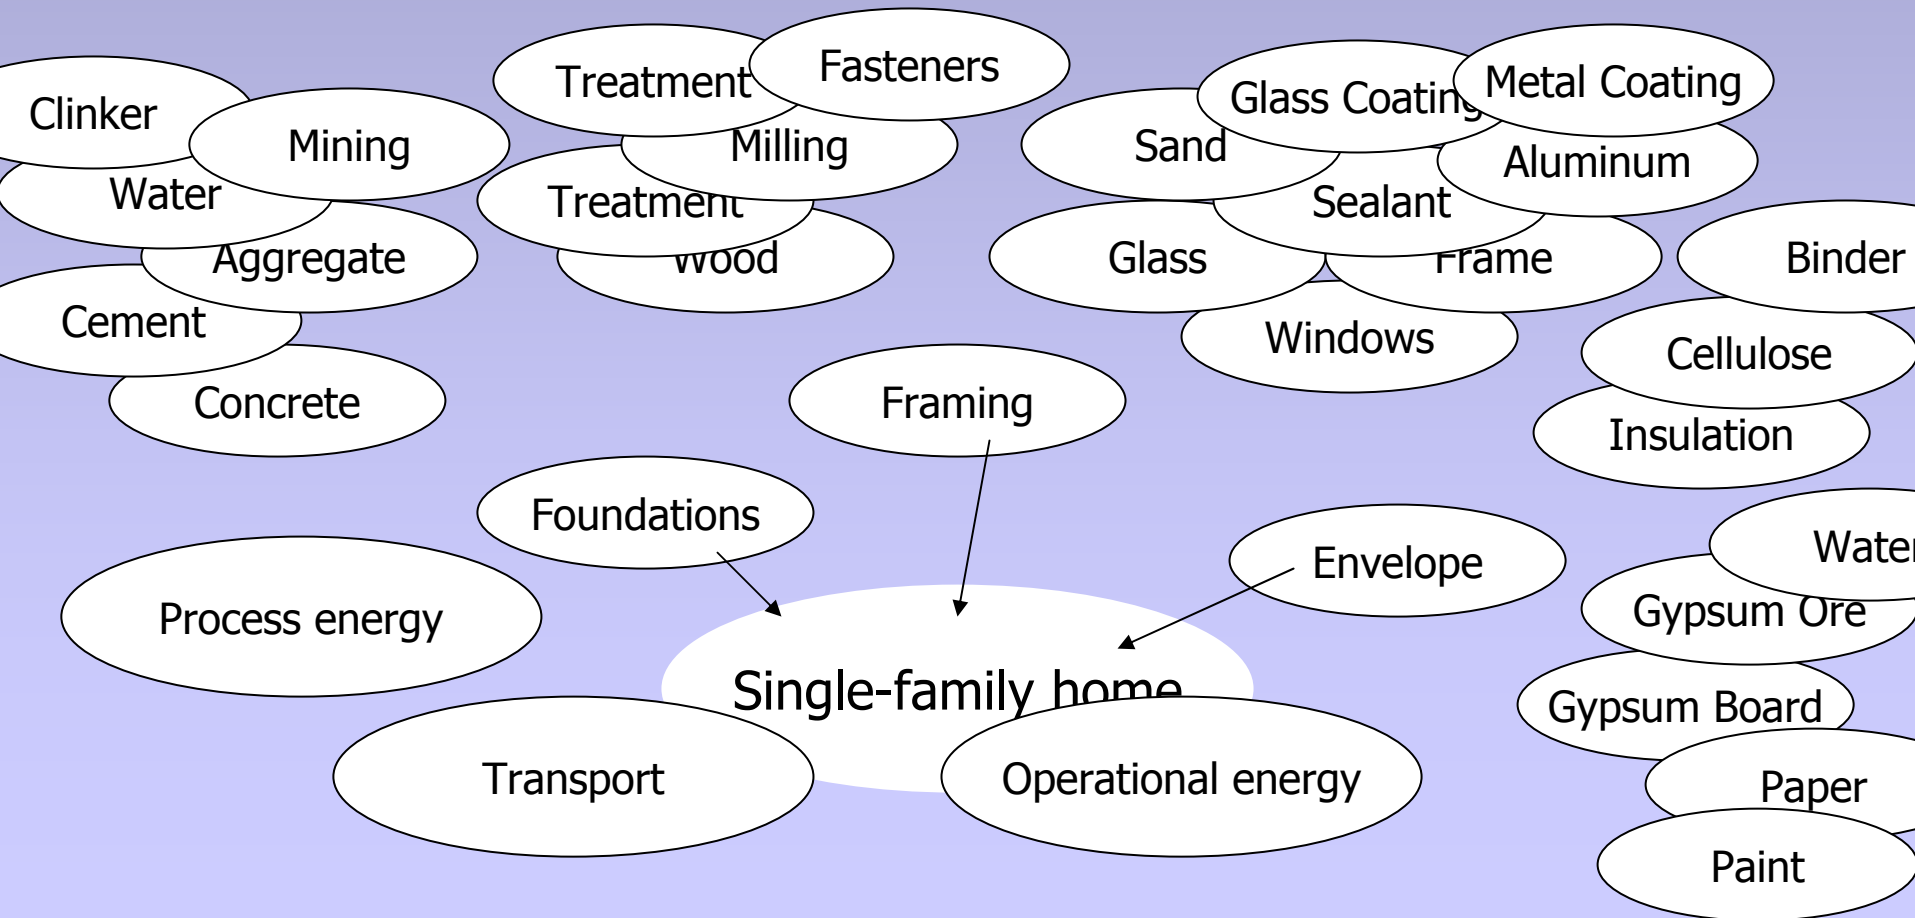 Treatment
Fasteners
Clinker
Mining
Milling
Sand
Glass Coating
Metal Coating
Aluminum
Water
Treatment
Sealant
Aggregate
Wood
Glass
Frame
Binder
Cement
Windows
Cellulose
Concrete
Framing
Insulation
Foundations
Envelope
Water
Process energy
Gypsum Ore
Single-family home
Gypsum Board
Transport
Operational energy
Paper
Paint